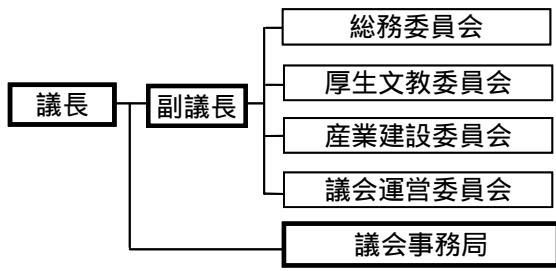 総務委員会
厚生文教委員会
議長
副議長
産業建設委員会
議会運営委員会
議会事務局